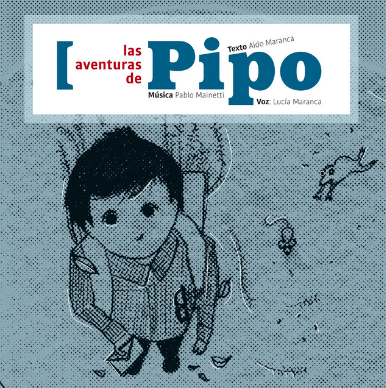 [ las aventuras de Pipo
Texto Aldo Maranca
Música Pablo Mainetti
Voz: Lucía Maranca